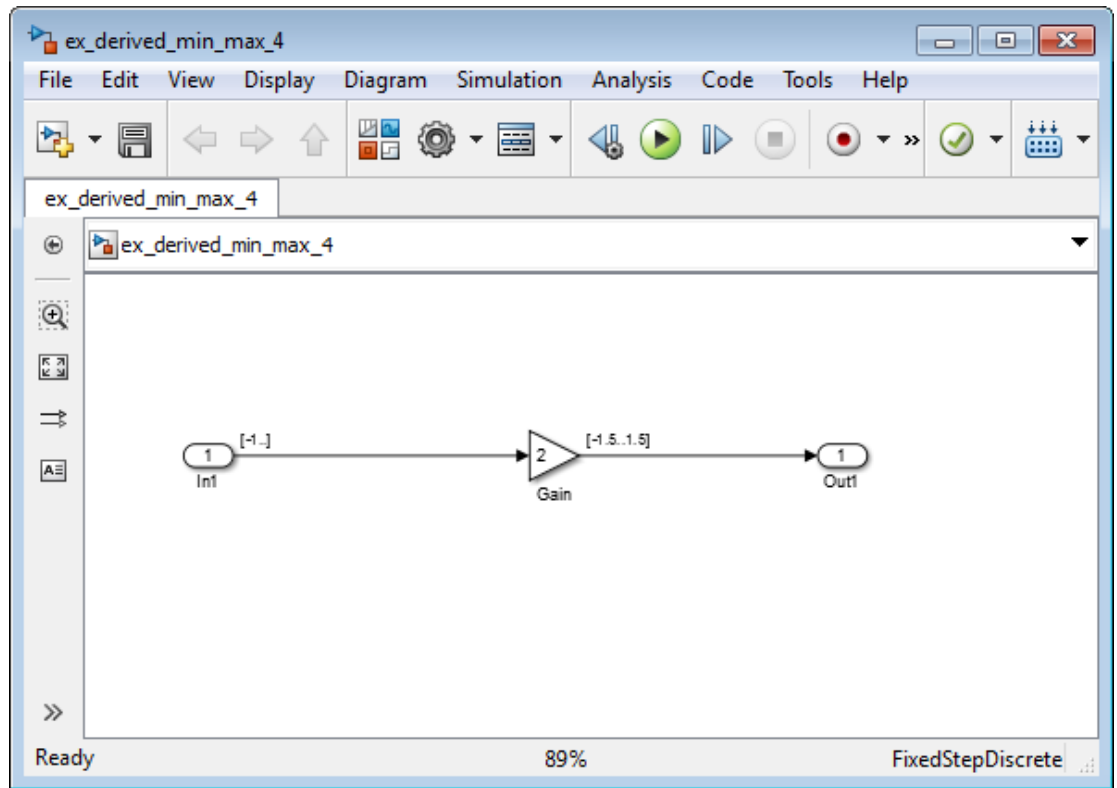 ex_derived_min_max_4
File Edit View Display Diagram Simulation Analysis Code Tools Help
ex_derived_min_max_4
ex_derived_min_max_4
[-1..] [-1.5..1.5]
1 2 1
In1 Gain Out1
Ready 89% FixedStepDiscrete